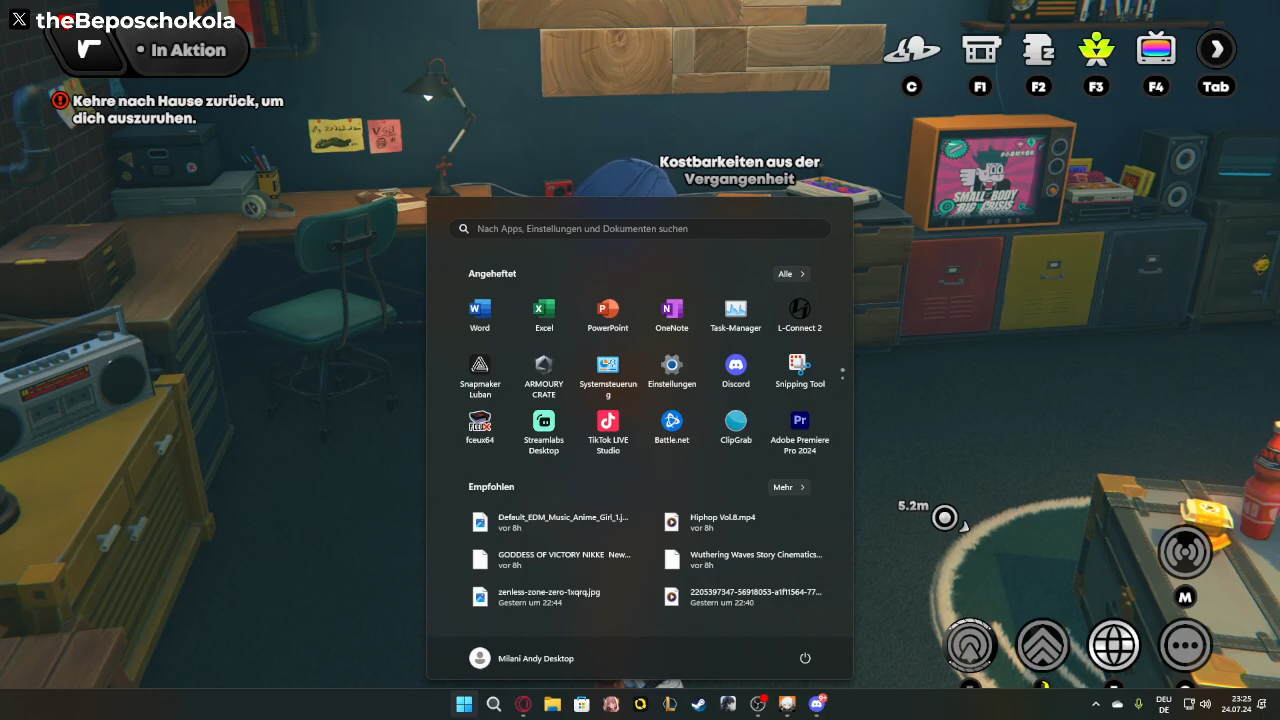 theBeposchokola
In Aktion
Kehre nach Hause zurück, um
dich auszuruhen.
C
F1
F2
F3
F4
Tab
Kostbarkeiten aus der
Vergangenheit
SMALL BODY
BIG CRISIS
Nach Apps, Einstellungen und Dokumenten suchen
Angeheftet
Alle
Word
Excel
PowerPoint
OneNote
Task-Manager
L-Connect 2
Snapmaker
Luban
ARMOURY
CRATE
Systemsteuerun
g
Einstellungen
Discord
Snipping Tool
fceux64
Streamlabs
Desktop
TikTok LIVE
Studio
Battle.net
ClipGrab
Adobe Premiere
Pro 2024
Empfohlen
Mehr
Default_EDM_Music_Anime_Girl_1.j...
vor 8h
Hiphop Vol.8.mp4
vor 8h
GODDESS OF VICTORY NIKKE New...
vor 8h
Wuthering Waves Story Cinematics...
vor 8h
zenless-zone-zero-1xqrq.jpg
Gestern um 22:44
2205397347-56918053-a1f11564-77...
Gestern um 22:40
5.2m
M
Milani Andy Desktop
DEU
DE
23:25
24.07.24